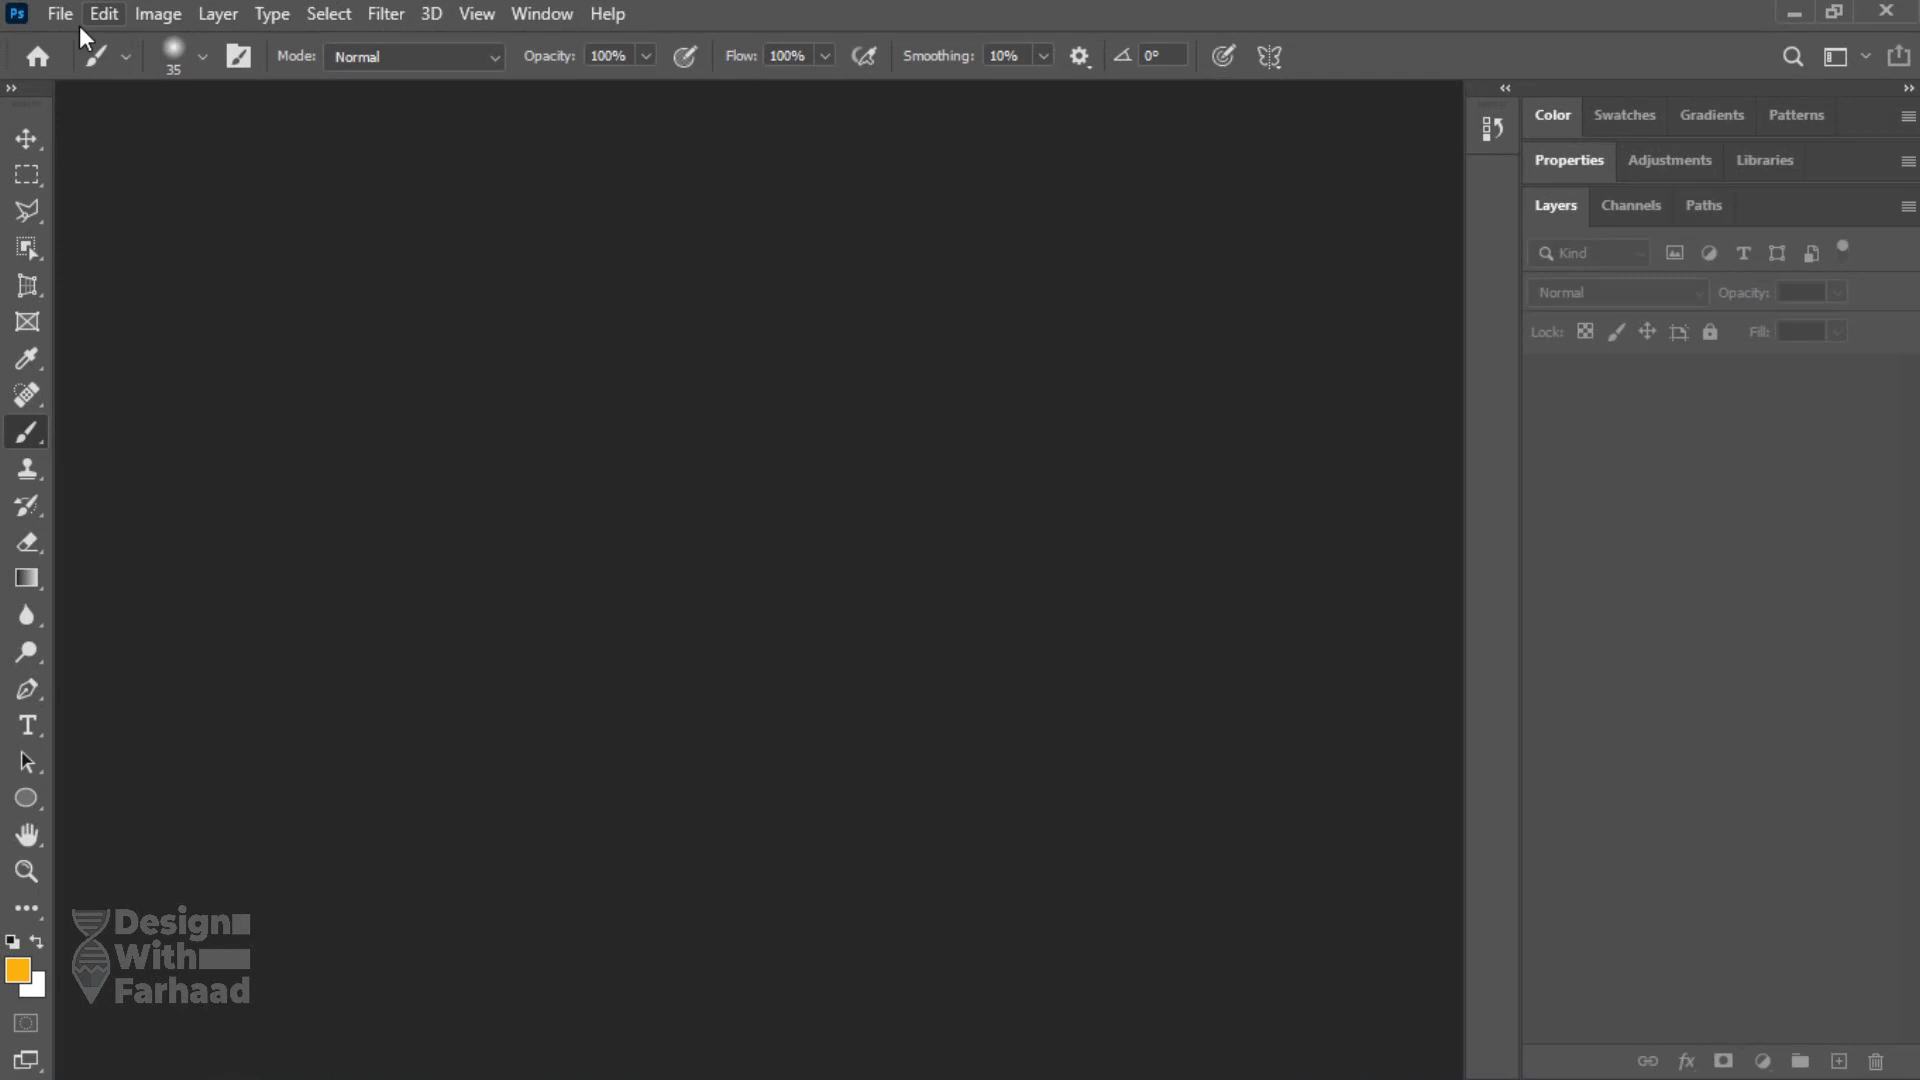 Ps File Edit Image Layer Type Select Filter 3D View Window Help
35 Mode: Normal Opacity: 100% Flow: 100% Smoothing: 10% 0°
Color Swatches Gradients Patterns
Properties Adjustments Libraries
Layers Channels Paths
Kind
Normal Opacity:
Lock: Fill:
Design
With
Farhaad